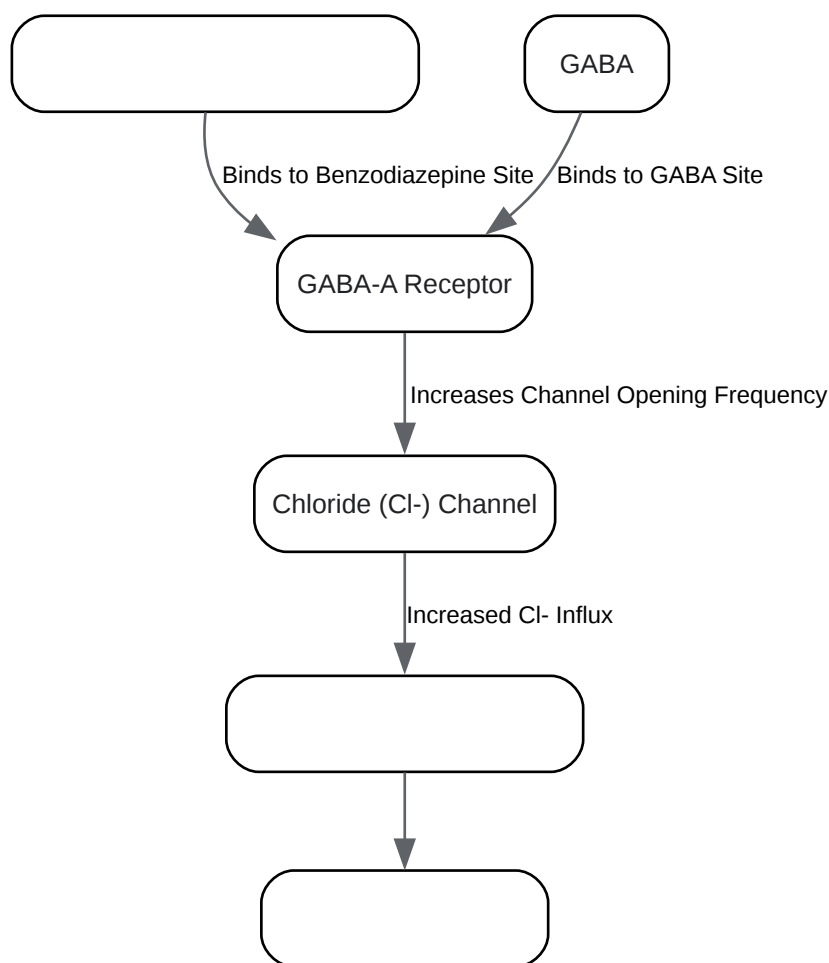 GABA
Binds to Benzodiazepine Site
Binds to GABA Site
GABA-A Receptor
Increases Channel Opening Frequency
Chloride (Cl-) Channel
Increased Cl- Influx